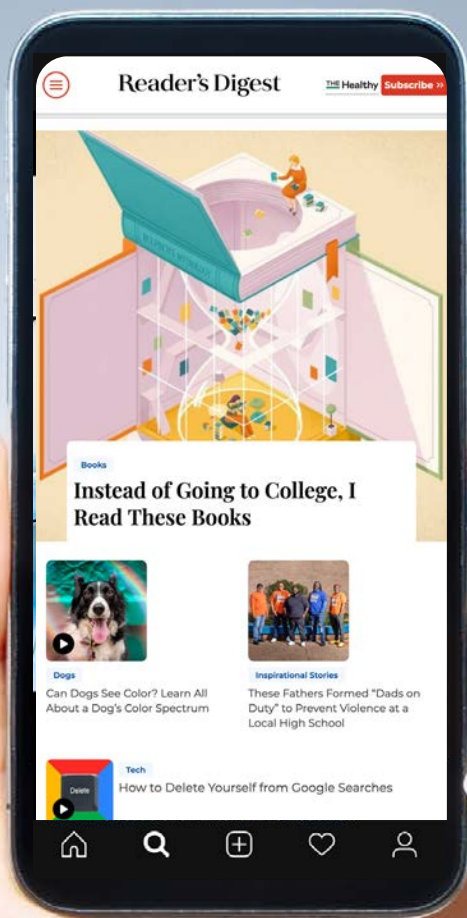 Reader's Digest
THE Healthy
Subscribe »
Books
Instead of Going to College, I
Read These Books
Dogs
Can Dogs See Color? Learn All
About a Dog's Color Spectrum
Inspirational Stories
These Fathers Formed "Dads on
Duty" to Prevent Violence at a
Local High School
Delete
Tech
How to Delete Yourself from Google Searches